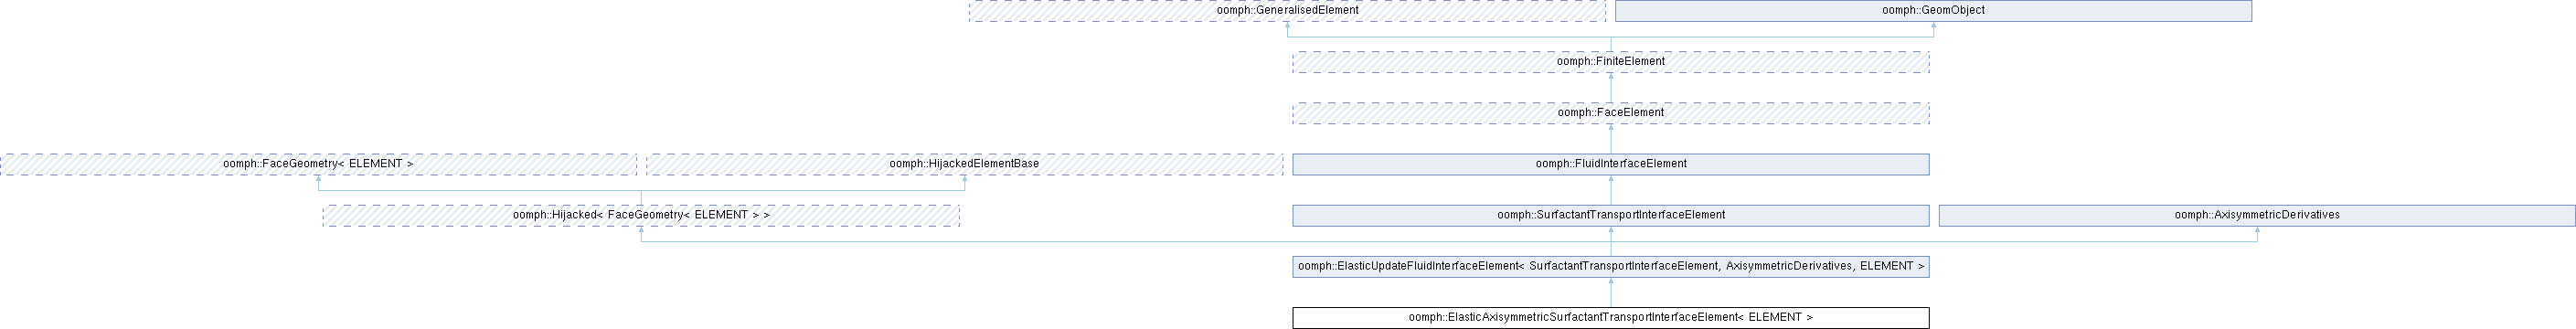 oomph::GeneralisedElement
oomph::GeomObject
oomph::FiniteElement
oomph::FaceElement
oomph::FaceGeometry< ELEMENT >
oomph::HijackedElementBase
oomph::FluidInterfaceElement
oomph::Hijacked< FaceGeometry< ELEMENT > >
oomph::SurfactantTransportInterfaceElement
oomph::AxisymmetricDerivatives
oomph::ElasticUpdateFluidInterfaceElement< SurfactantTransportInterfaceElement, AxisymmetricDerivatives, ELEMENT >
oomph::ElasticAxisymmetricSurfactantTransportInterfaceElement< ELEMENT >